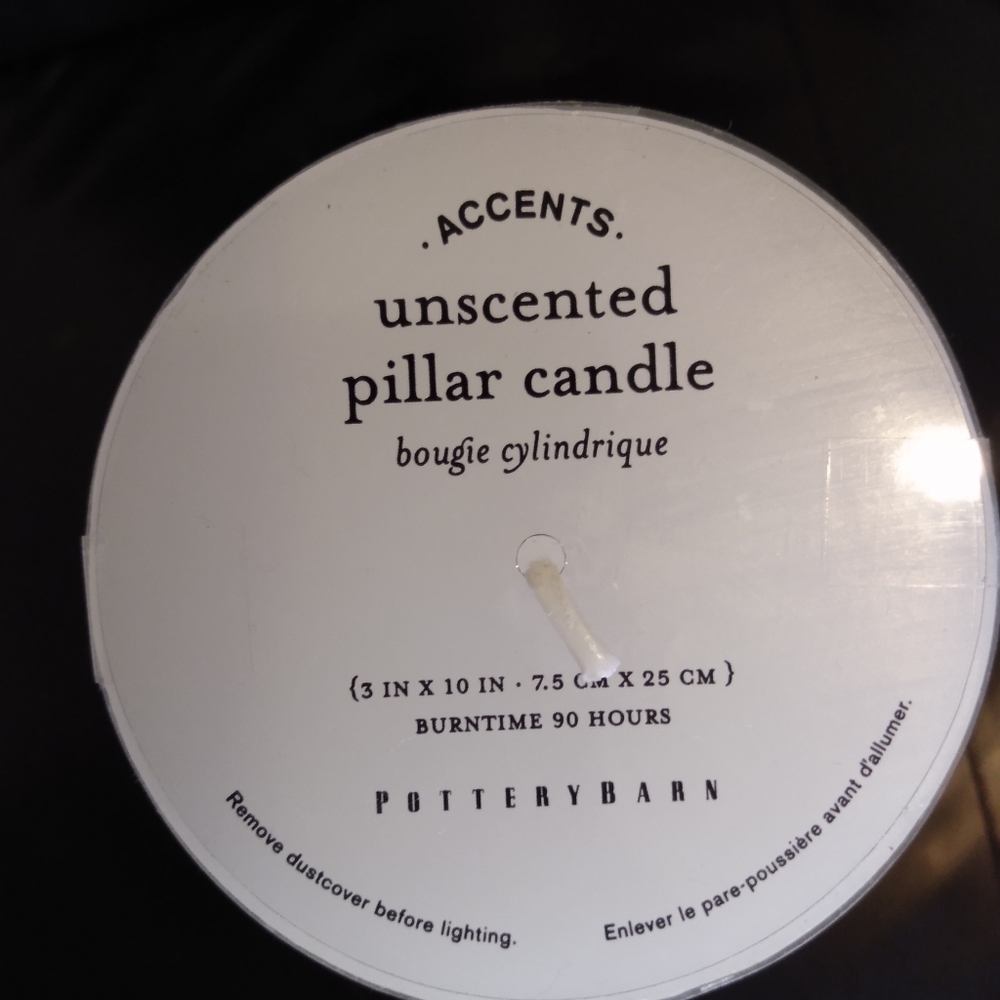 · ACCENTS ·
unscented
pillar candle
bougie cylindrique
{3 IN X 10 IN · 7.5 CM X 25 CM }
BURNTIME 90 HOURS
POTTERYBARN
Remove dustcover before lighting.
Enlever le pare-poussière avant d'allumer.